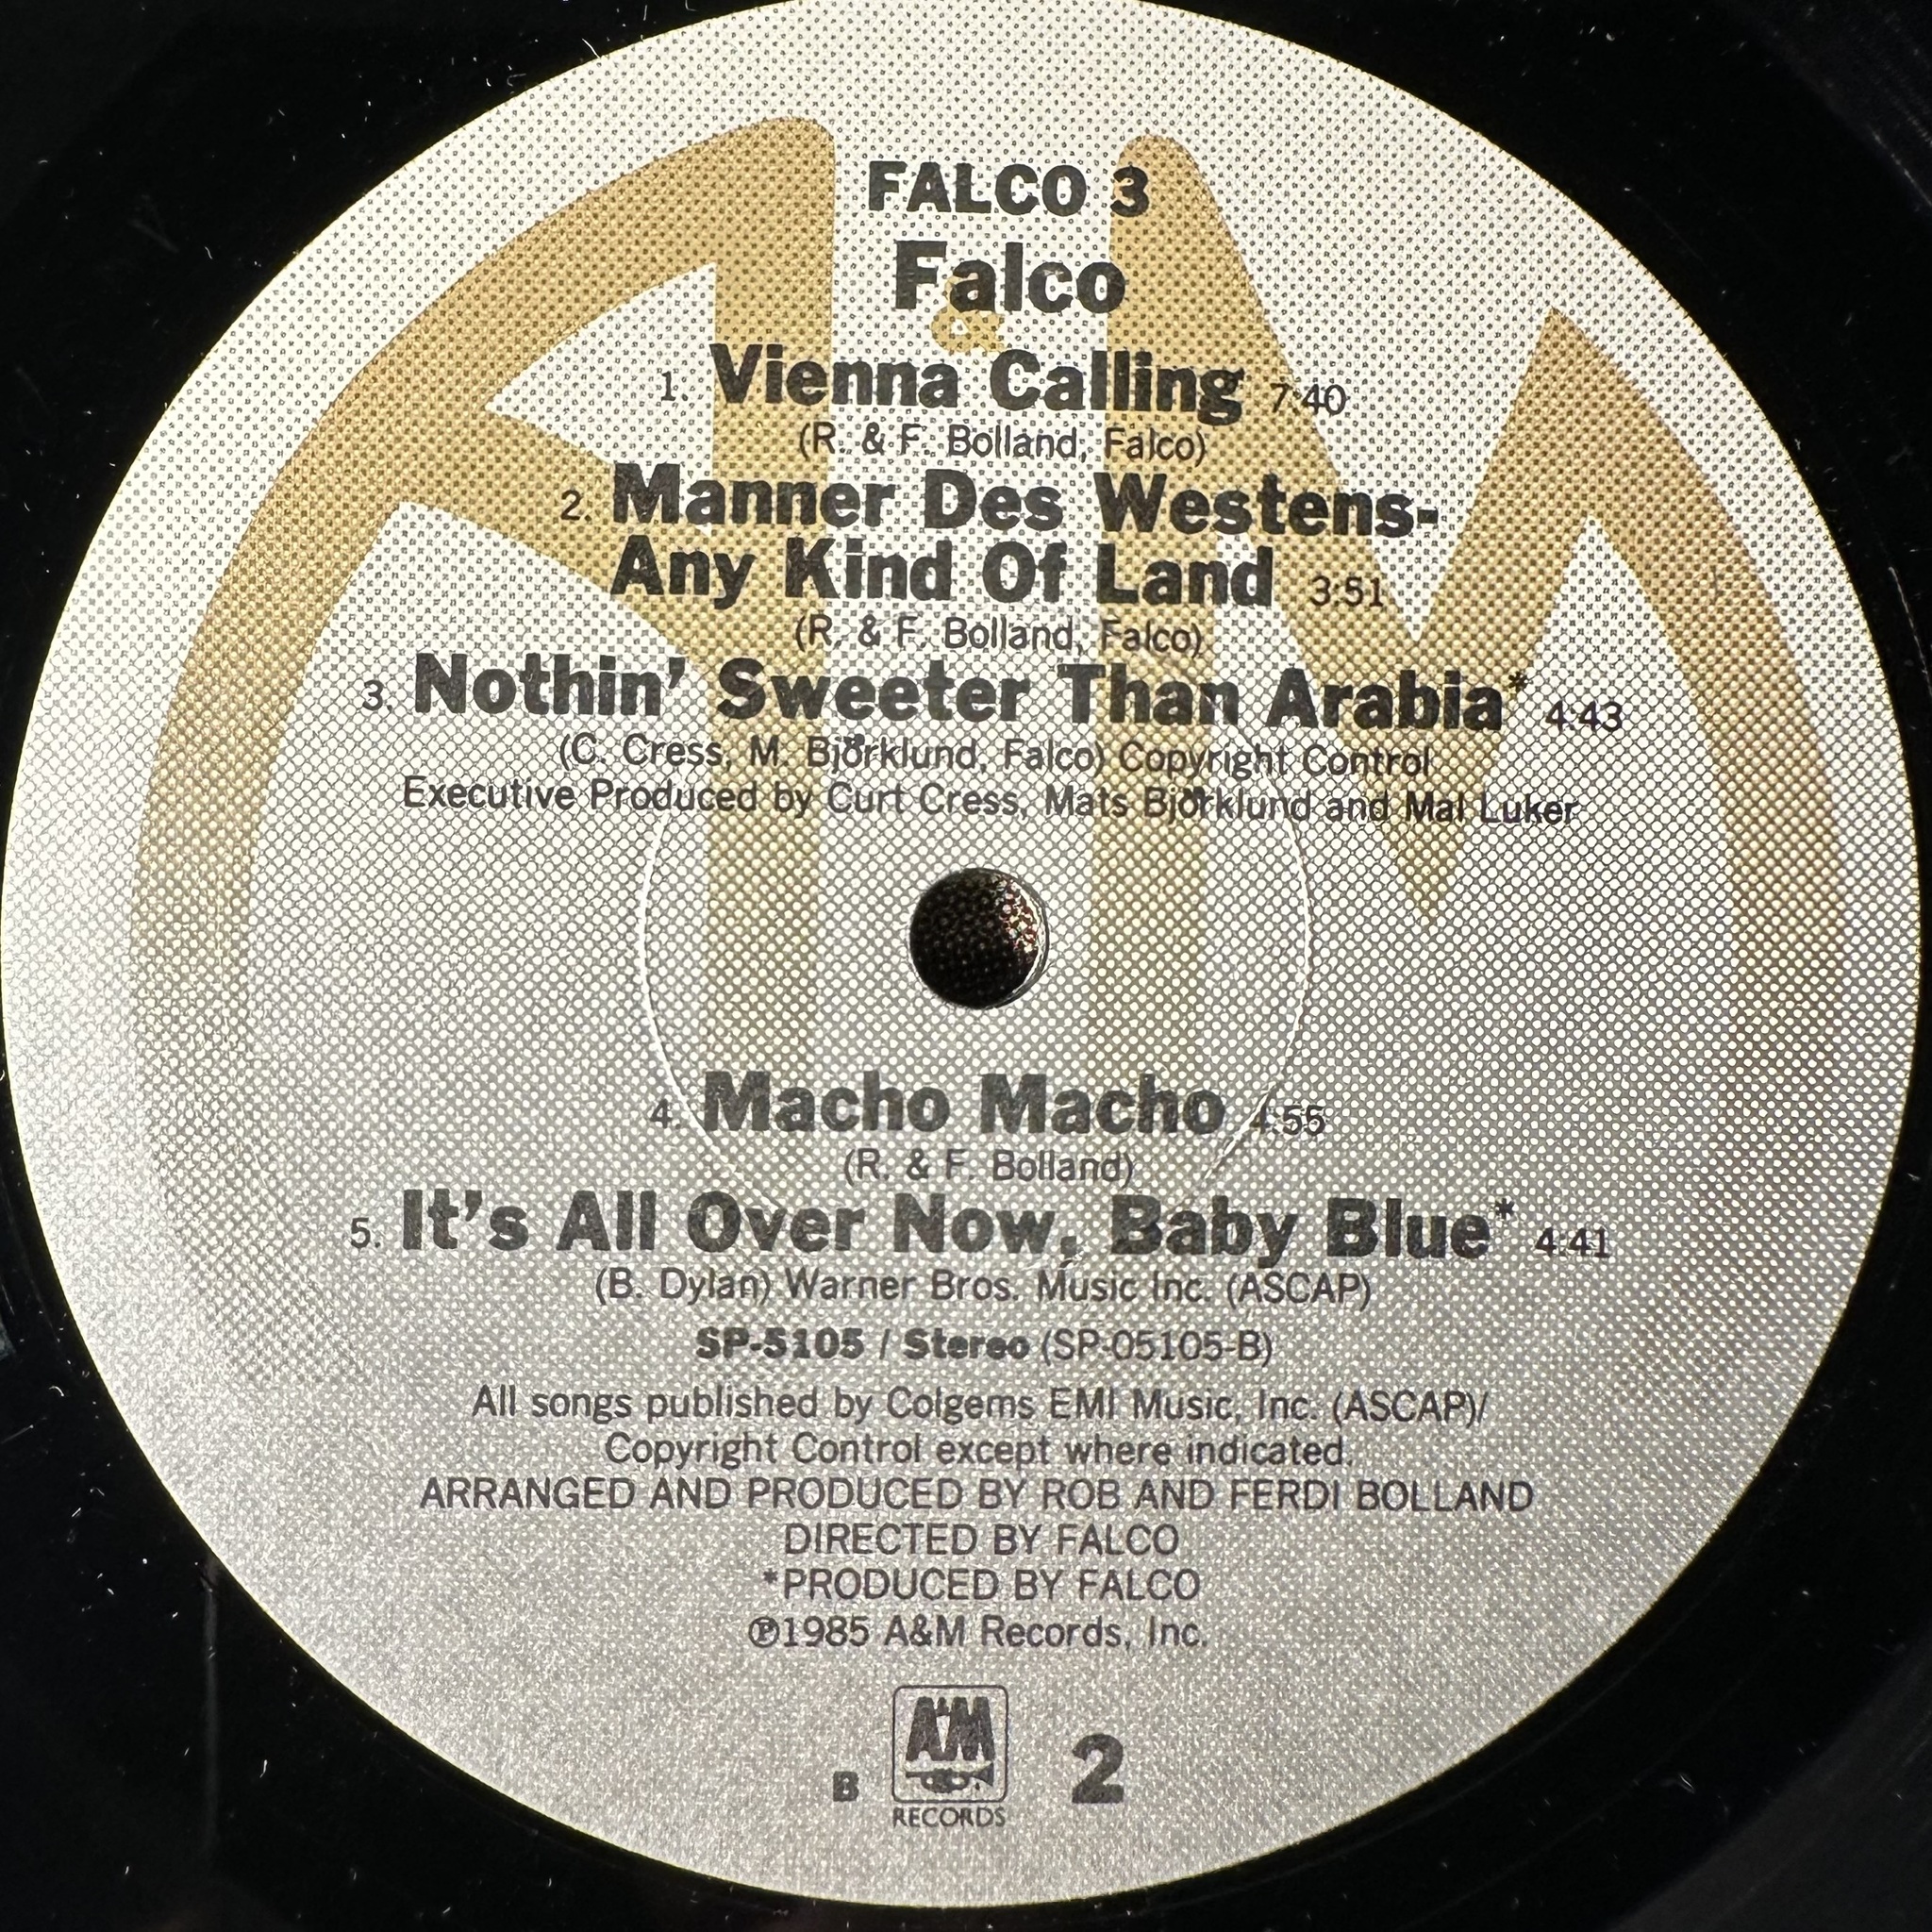 FALCO 3
Falco
&
1. Vienna Calling 7:40
(R. & F. Bolland, Falco)
2. Manner Des Westens-
Any Kind Of Land 3:51
(R. & F. Bolland, Falco)
3. Nothin' Sweeter Than Arabia* 4:43
(C. Cress, M. Björklund, Falco) Copyright Control
Executive Produced by Curt Cress, Mats Björklund and Mal Luker
4. Macho Macho 4:55
(R. & F. Bolland)
5. It's All Over Now, Baby Blue* 4:41
(B. Dylan) Warner Bros. Music Inc. (ASCAP)
SP-5105 / Stereo (SP-05105-B)
All songs published by Colgems EMI Music, Inc. (ASCAP)/
Copyright Control except where indicated.
ARRANGED AND PRODUCED BY ROB AND FERDI BOLLAND
DIRECTED BY FALCO
*PRODUCED BY FALCO
℗1985 A&M Records, Inc.
B A&M 2
RECORDS